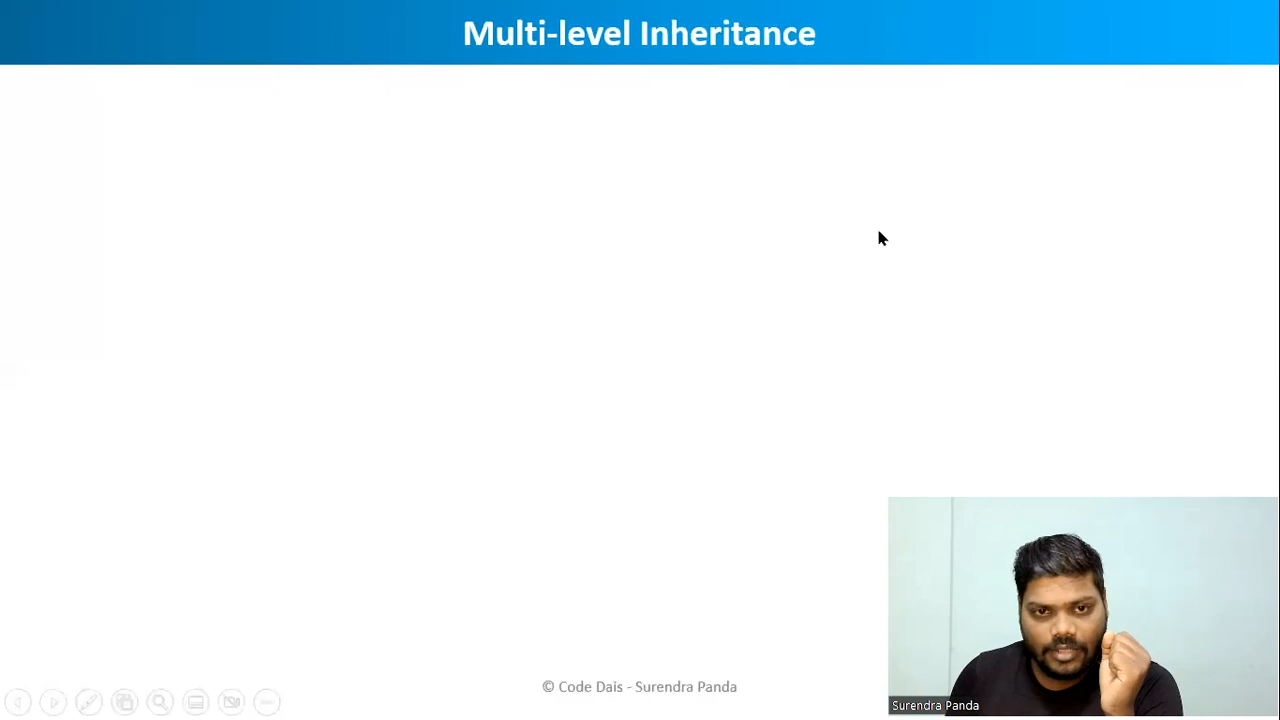 Multi-level Inheritance
© Code Dais - Surendra Panda
Surendra Panda